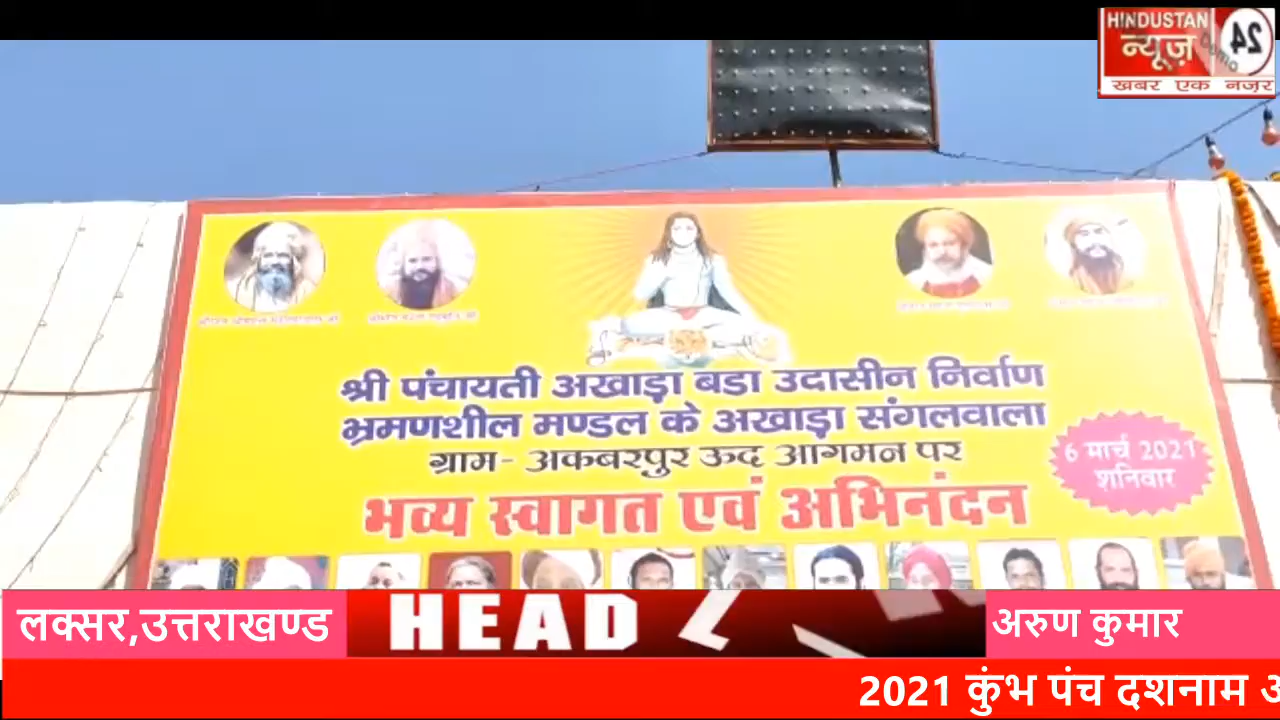 HINDUSTAN
न्यूज़
24
Demo
खबर एक नज़र
श्री पंचायती अखाड़ा बडा उदासीन निर्वाण
भ्रमणशील मण्डल के अखाड़ा संगलवाला
ग्राम- अकबरपुर ऊद आगमन पर
6 मार्च 2021
शनिवार
भव्य स्वागत एवं अभिनंदन
लक्सर,उत्तराखण्ड
HEAD
अरुण कुमार
2021 कुंभ पंच दशनाम